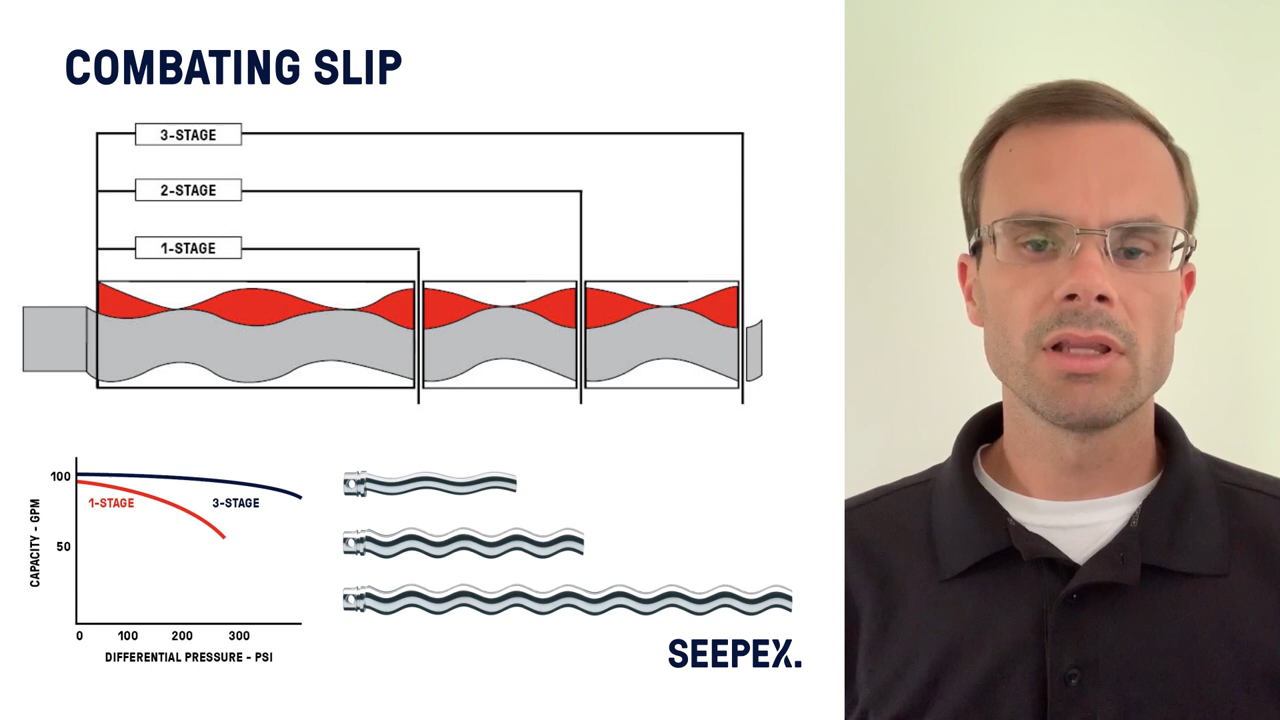 COMBATING SLIP
3-STAGE
2-STAGE
1-STAGE
100
1-STAGE
3-STAGE
50
CAPACITY - GPM
0 100 200 300
DIFFERENTIAL PRESSURE - PSI
SEEPEX.